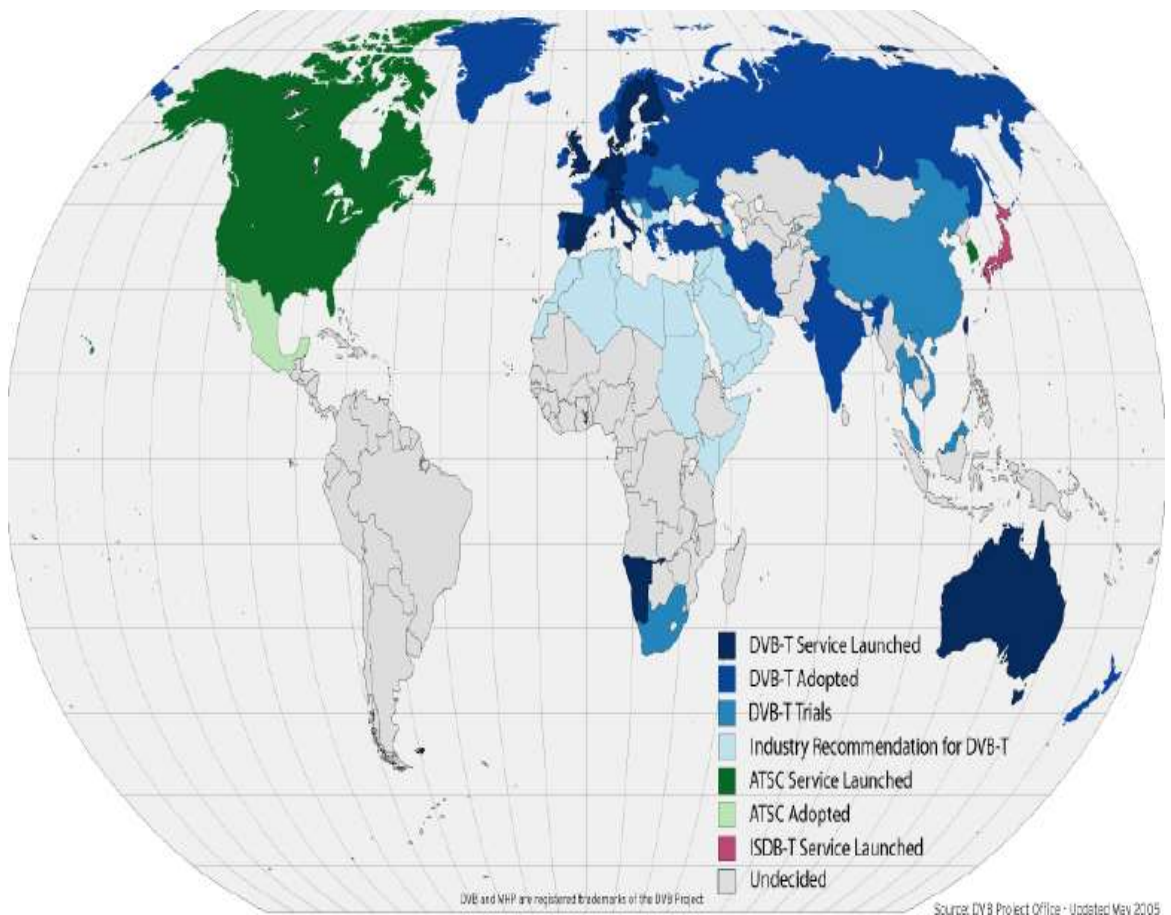 DVB-T Service Launched
DVB-T Adopted
DVB-T Trials
Industry Recommendation for DVB-T
ATSC Service Launched
ATSC Adopted
ISDB-T Service Launched
Undecided
DVB and MHP are registered trademarks of the DVB Project
Source: DVB Project Office - Updated May 2005